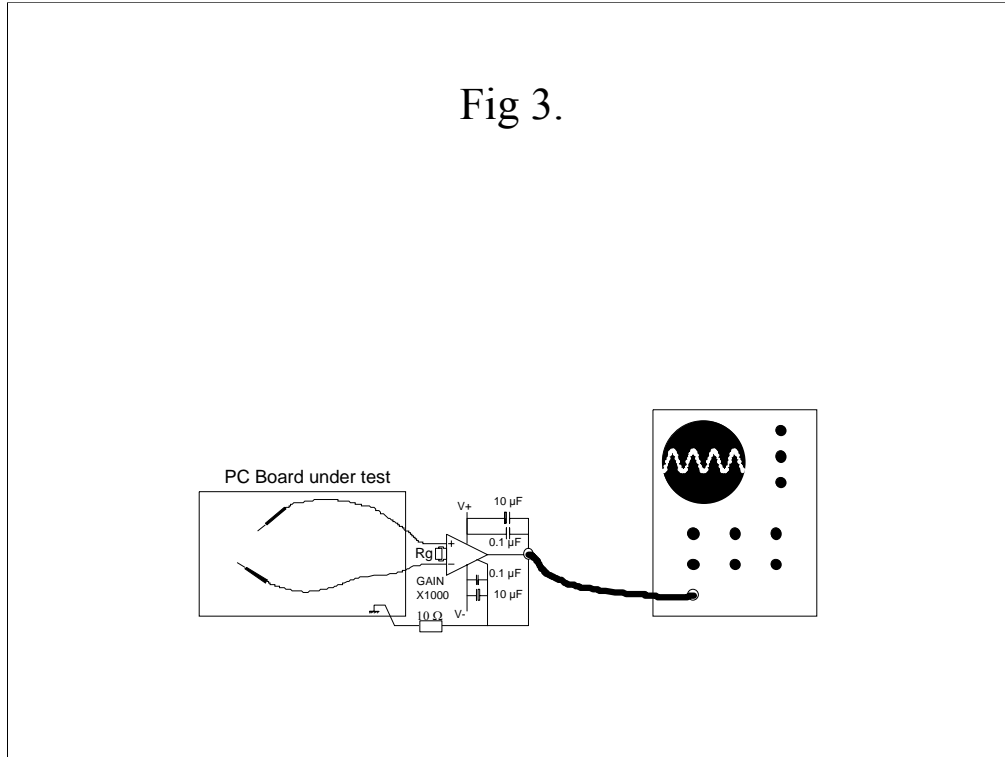 Fig 3.
PC Board under test
V+
10 µF
0.1 µF
+
Rg
−
GAIN
X1000
0.1 µF
10 µF
V-
10 Ω